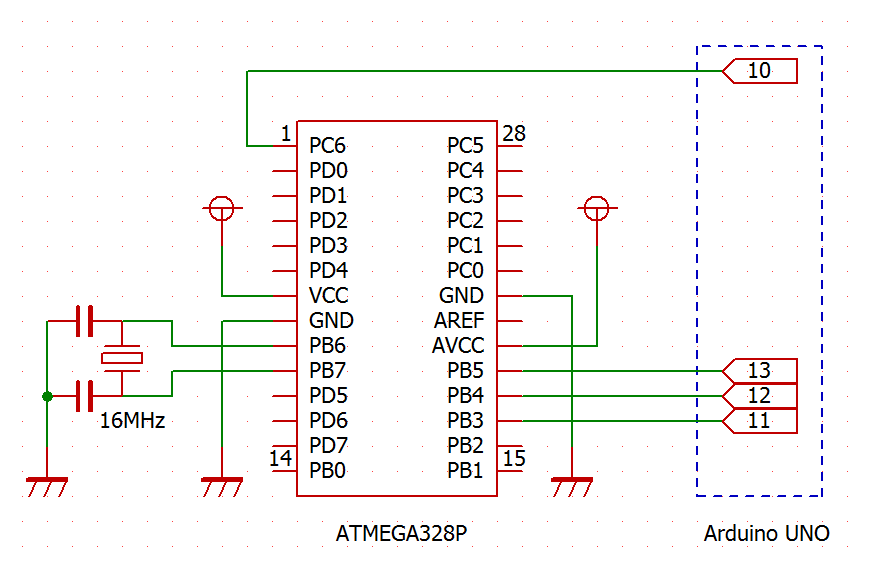 10
1
28
PC6
PC5
PD0
PC4
PD1
PC3
PD2
PC2
PD3
PC1
PD4
PC0
VCC
GND
GND
AREF
PB6
AVCC
PB7
PB5
13
PD5
PB4
12
16MHz
PD6
PB3
11
PD7
PB2
14
15
PB0
PB1
ATMEGA328P
Arduino UNO